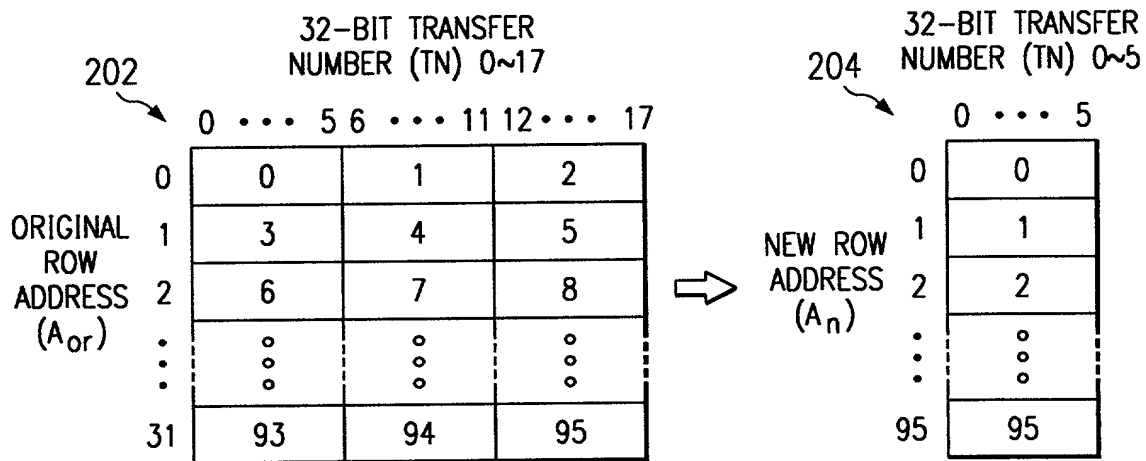 32-BIT TRANSFER
NUMBER (TN) 0~17
202
0 • • • 5 6 • • • 11 12 • • • 17
0 0 1 2
ORIGINAL
ROW
ADDRESS
(Aor)
1 3 4 5
2 6 7 8
31 93 94 95
32-BIT TRANSFER
NUMBER (TN) 0~5
204
0 • • • 5
0 0
NEW ROW
ADDRESS
(An)
1 1
2 2
95 95